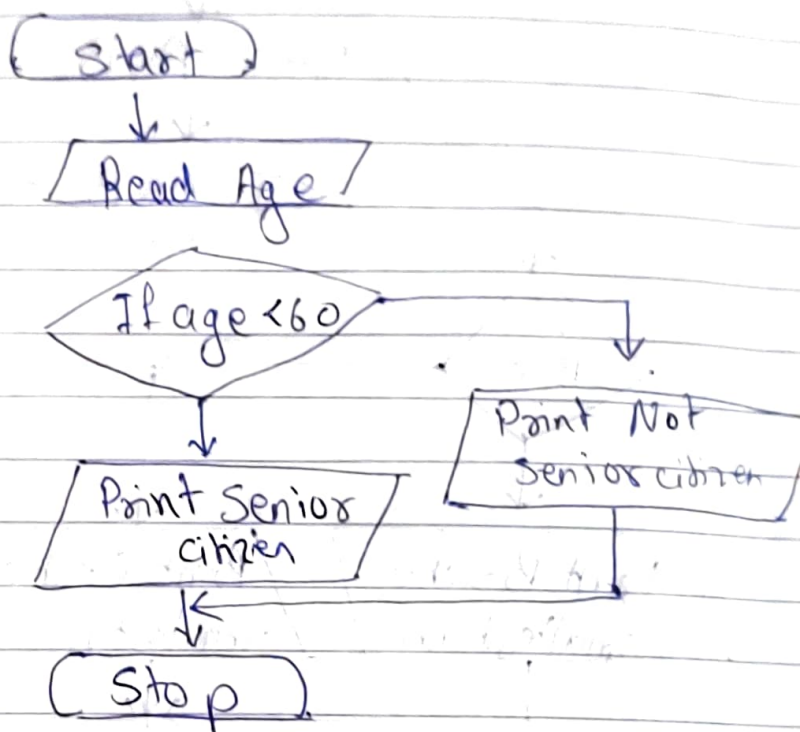 Start
Read Age
If age <60
Print Not
Senior citizen
Print Senior
citizen
Stop